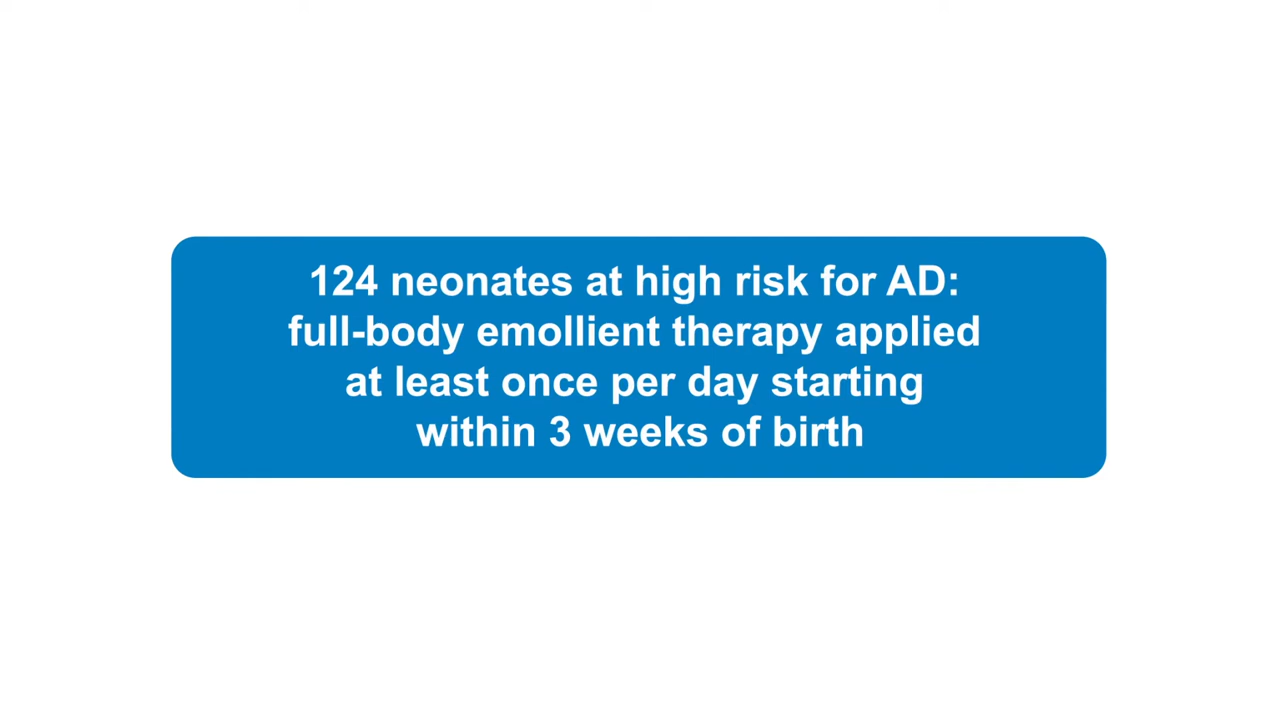 124 neonates at high risk for AD:
full-body emollient therapy applied
at least once per day starting
within 3 weeks of birth